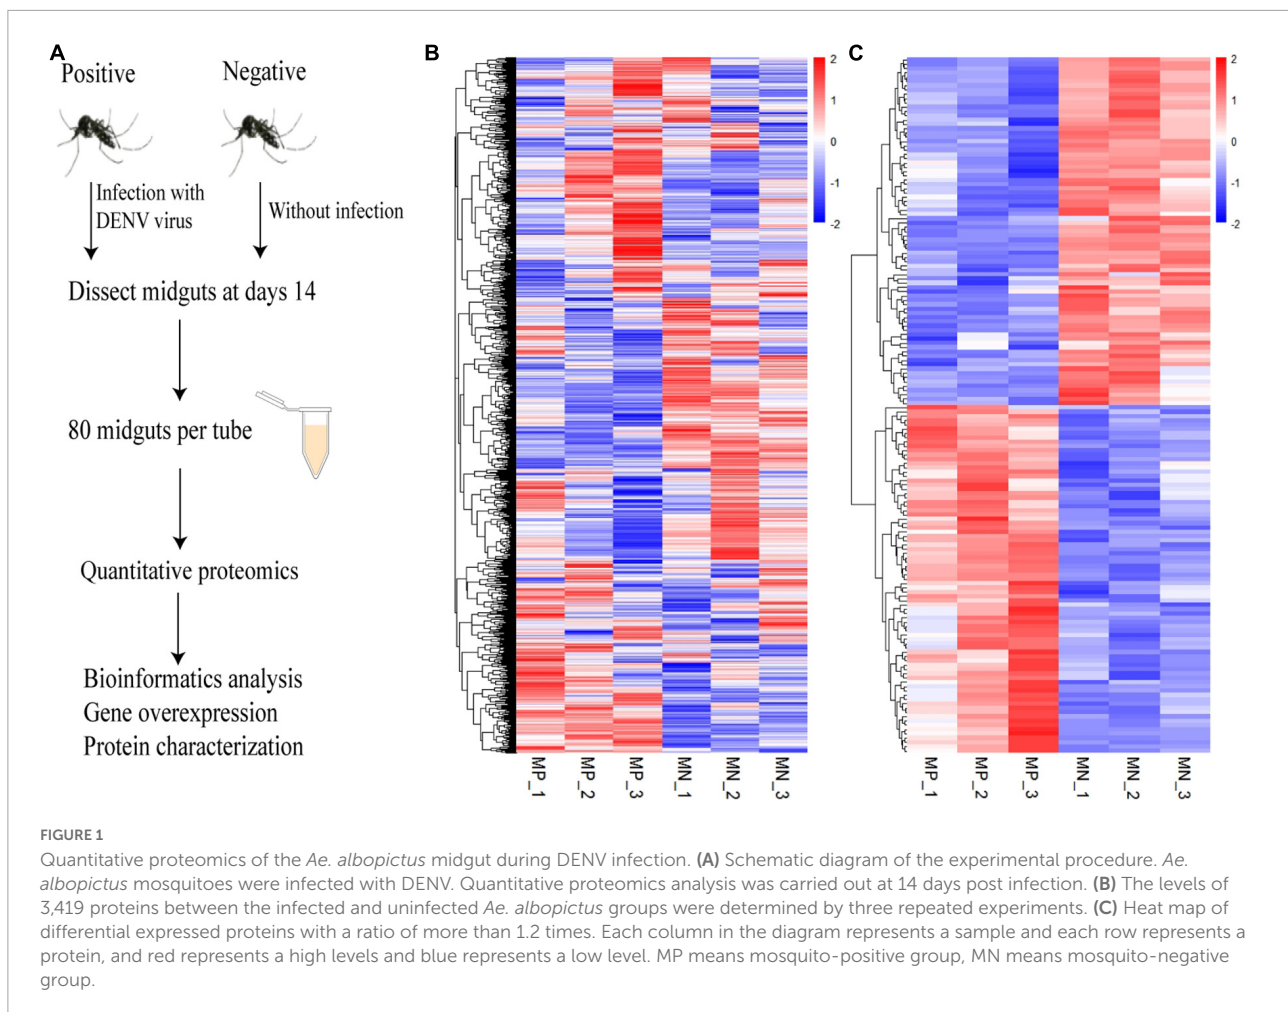 A
Positive
Negative
Infection with
DENV virus
Without infection
Dissect midguts at days 14
80 midguts per tube
Quantitative proteomics
Bioinformatics analysis
Gene overexpression
Protein characterization
B
2
1
0
-1
-2
MP_1
MP_2
MP_3
MN_1
MN_2
MN_3
C
2
1
0
-1
-2
MP_1
MP_2
MP_3
MN_1
MN_2
MN_3
FIGURE 1
Quantitative proteomics of the Ae. albopictus midgut during DENV infection. (A) Schematic diagram of the experimental procedure. Ae.
albopictus mosquitoes were infected with DENV. Quantitative proteomics analysis was carried out at 14 days post infection. (B) The levels of
3,419 proteins between the infected and uninfected Ae. albopictus groups were determined by three repeated experiments. (C) Heat map of
differential expressed proteins with a ratio of more than 1.2 times. Each column in the diagram represents a sample and each row represents a
protein, and red represents a high levels and blue represents a low level. MP means mosquito-positive group, MN means mosquito-negative
group.